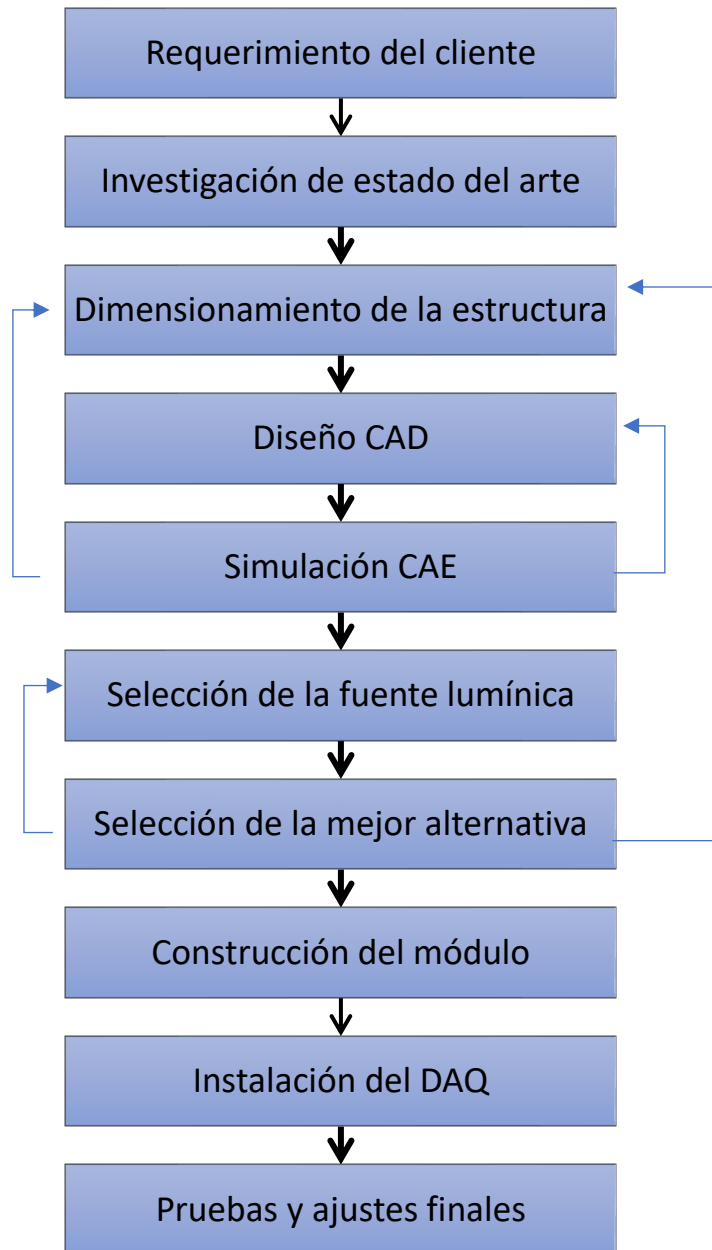 Requerimiento del cliente
Investigación de estado del arte
Dimensionamiento de la estructura
Diseño CAD
Simulación CAE
Selección de la fuente lumínica
Selección de la mejor alternativa
Construcción del módulo
Instalación del DAQ
Pruebas y ajustes finales